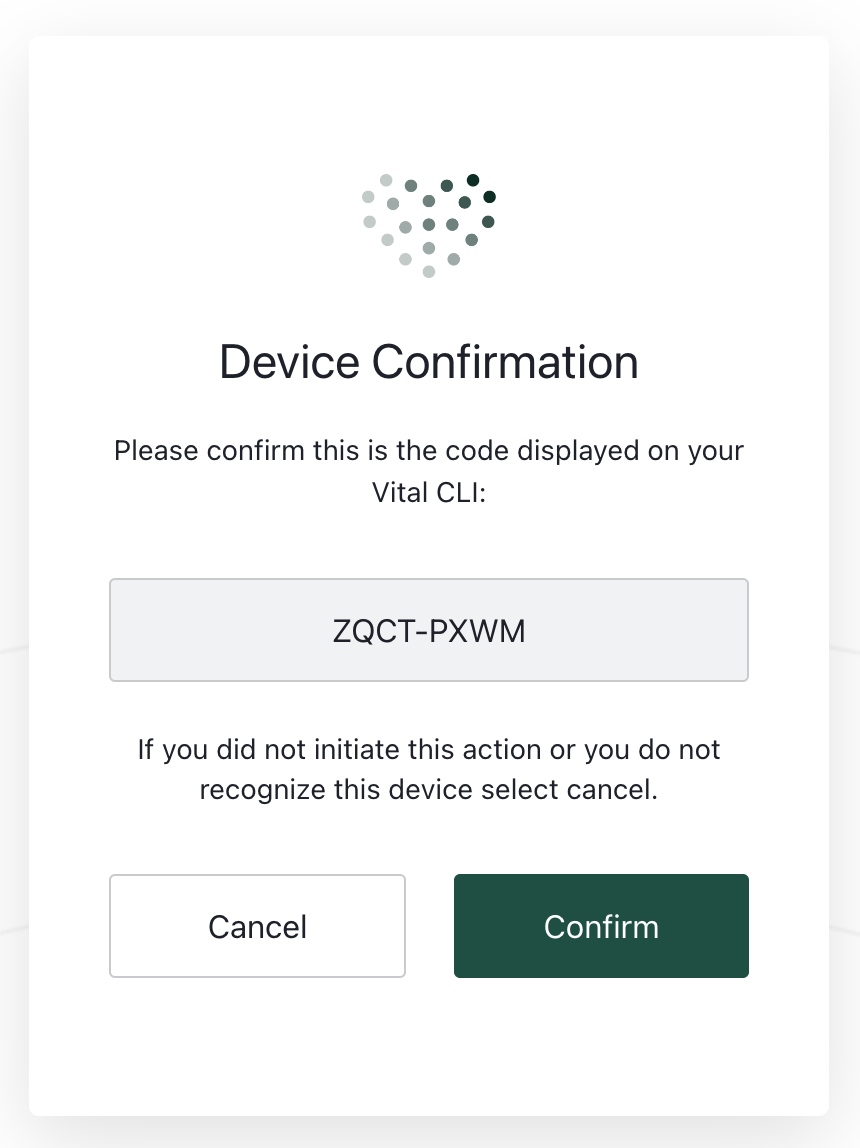 Device Confirmation
Please confirm this is the code displayed on your
Vital CLI:
ZQCT-PXWM
If you did not initiate this action or you do not
recognize this device select cancel.
Cancel
Confirm